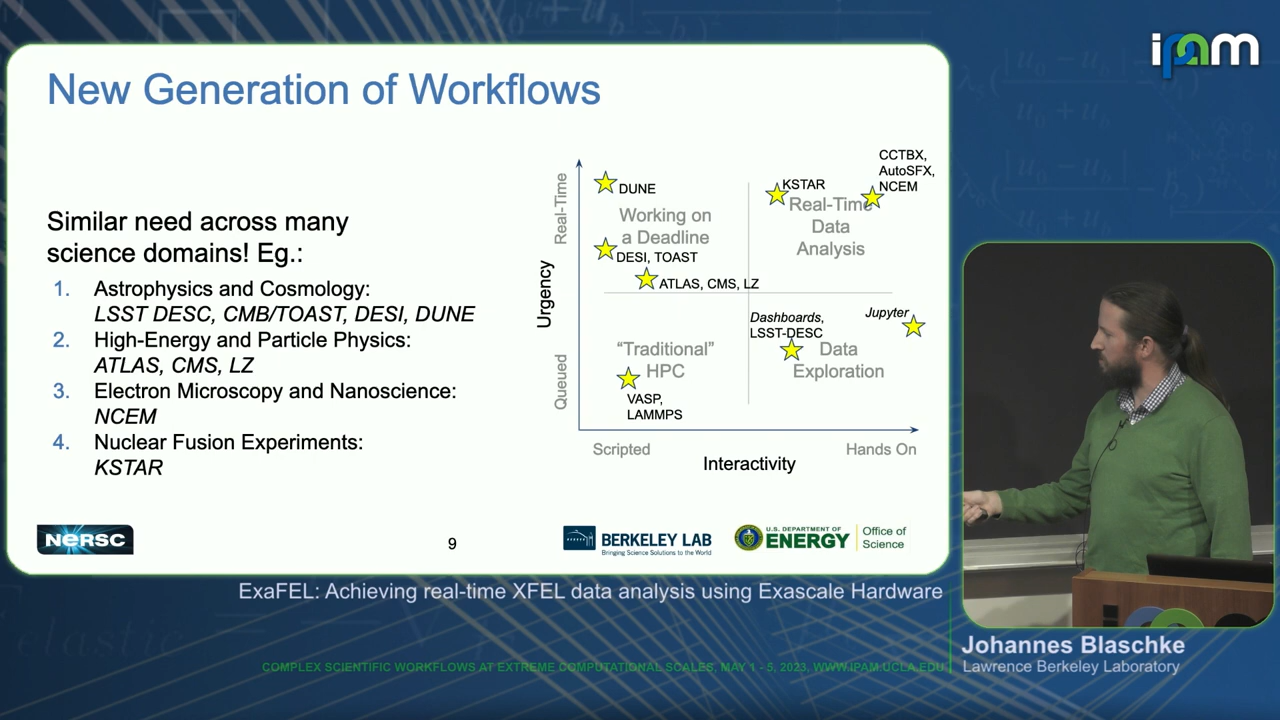 ipam
New Generation of Workflows
Similar need across many
science domains! Eg.:
1. Astrophysics and Cosmology:
LSST DESC, CMB/TOAST, DESI, DUNE
2. High-Energy and Particle Physics:
ATLAS, CMS, LZ
3. Electron Microscopy and Nanoscience:
NCEM
4. Nuclear Fusion Experiments:
KSTAR
Urgency
Real-Time
Queued
DUNE
Working on
a Deadline
DESI, TOAST
ATLAS, CMS, LZ
KSTAR
CCTBX,
AutoSFX,
NCEM
Real-Time
Data
Analysis
"Traditional"
HPC
VASP,
LAMMPS
Dashboards,
LSST-DESC
Jupyter
Data
Exploration
Scripted
Hands On
Interactivity
NERSC
9
BERKELEY LAB
Bringing Science Solutions to the World
U.S. DEPARTMENT OF
ENERGY
Office of
Science
ExaFEL: Achieving real-time XFEL data analysis using Exascale Hardware
Johannes Blaschke
Lawrence Berkeley Laboratory
COMPLEX SCIENTIFIC WORKFLOWS AT EXTREME COMPUTATIONAL SCALES, MAY 1 - 5, 2023, WWW.IPAM.UCLA.EDU
elastic